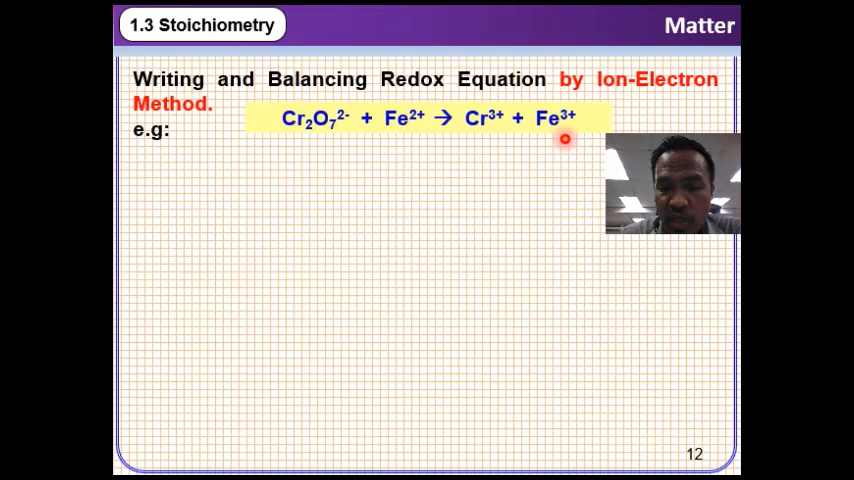 1.3 Stoichiometry
Matter
Writing and Balancing Redox Equation by Ion-Electron
Method.
Cr₂O₇²⁻ + Fe²⁺ → Cr³⁺ + Fe³⁺
e.g:
12